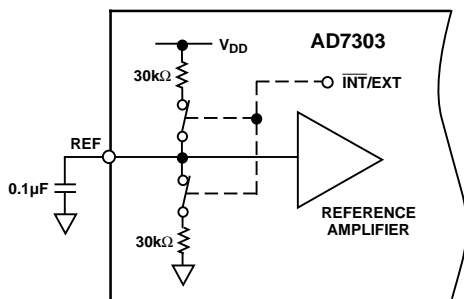 AD7303
V_DD
30kΩ
INT/EXT
REF
0.1µF
REFERENCE
AMPLIFIER
30kΩ